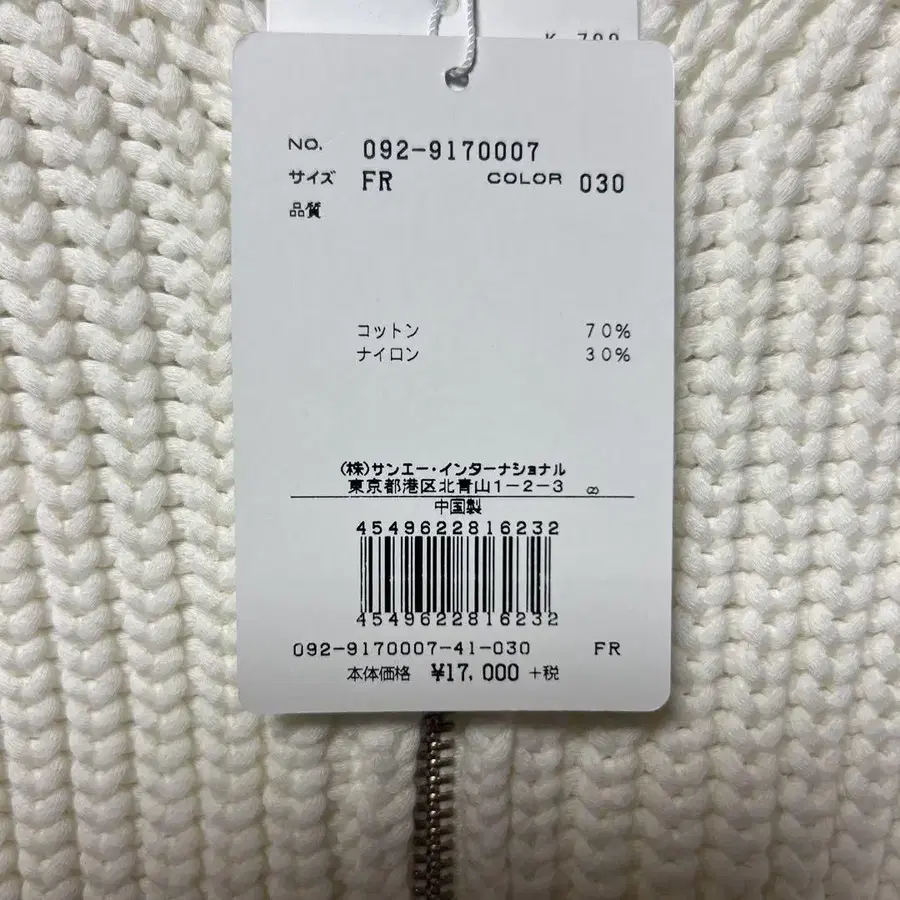 NO. 092-9170007
サイズ FR COLOR 030
品質
コットン 70%
ナイロン 30%
(株)サンエー・インターナショナル
東京都港区北青山1-2-3
中国製
4549622816232
4549622816232
092-9170007-41-030 FR
本体価格 ¥17,000 +税